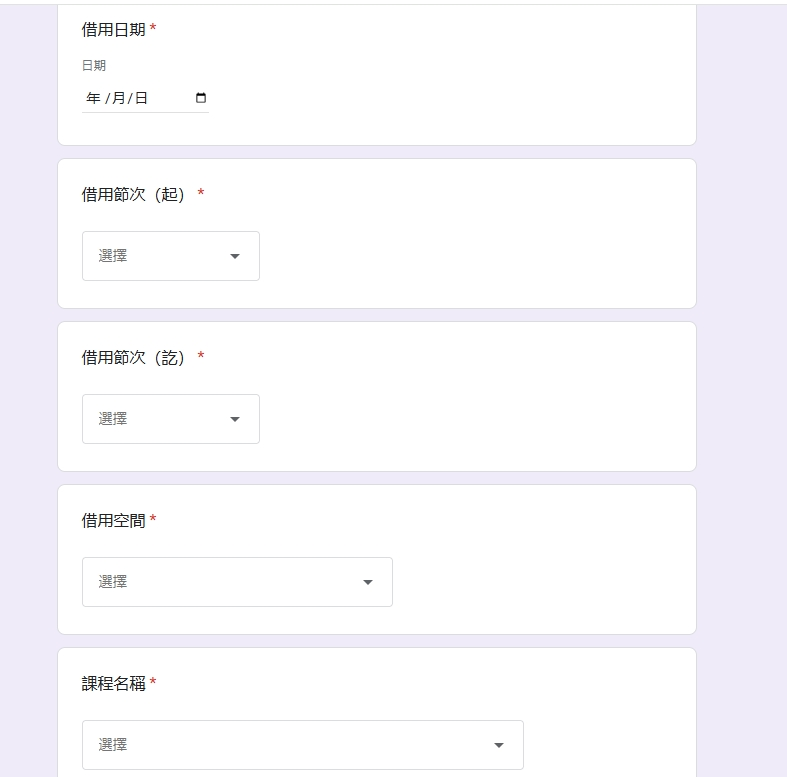 借用日期 *
日期
年 /月/日
借用節次（起） *
選擇
借用節次（訖） *
選擇
借用空間 *
選擇
課程名稱 *
選擇